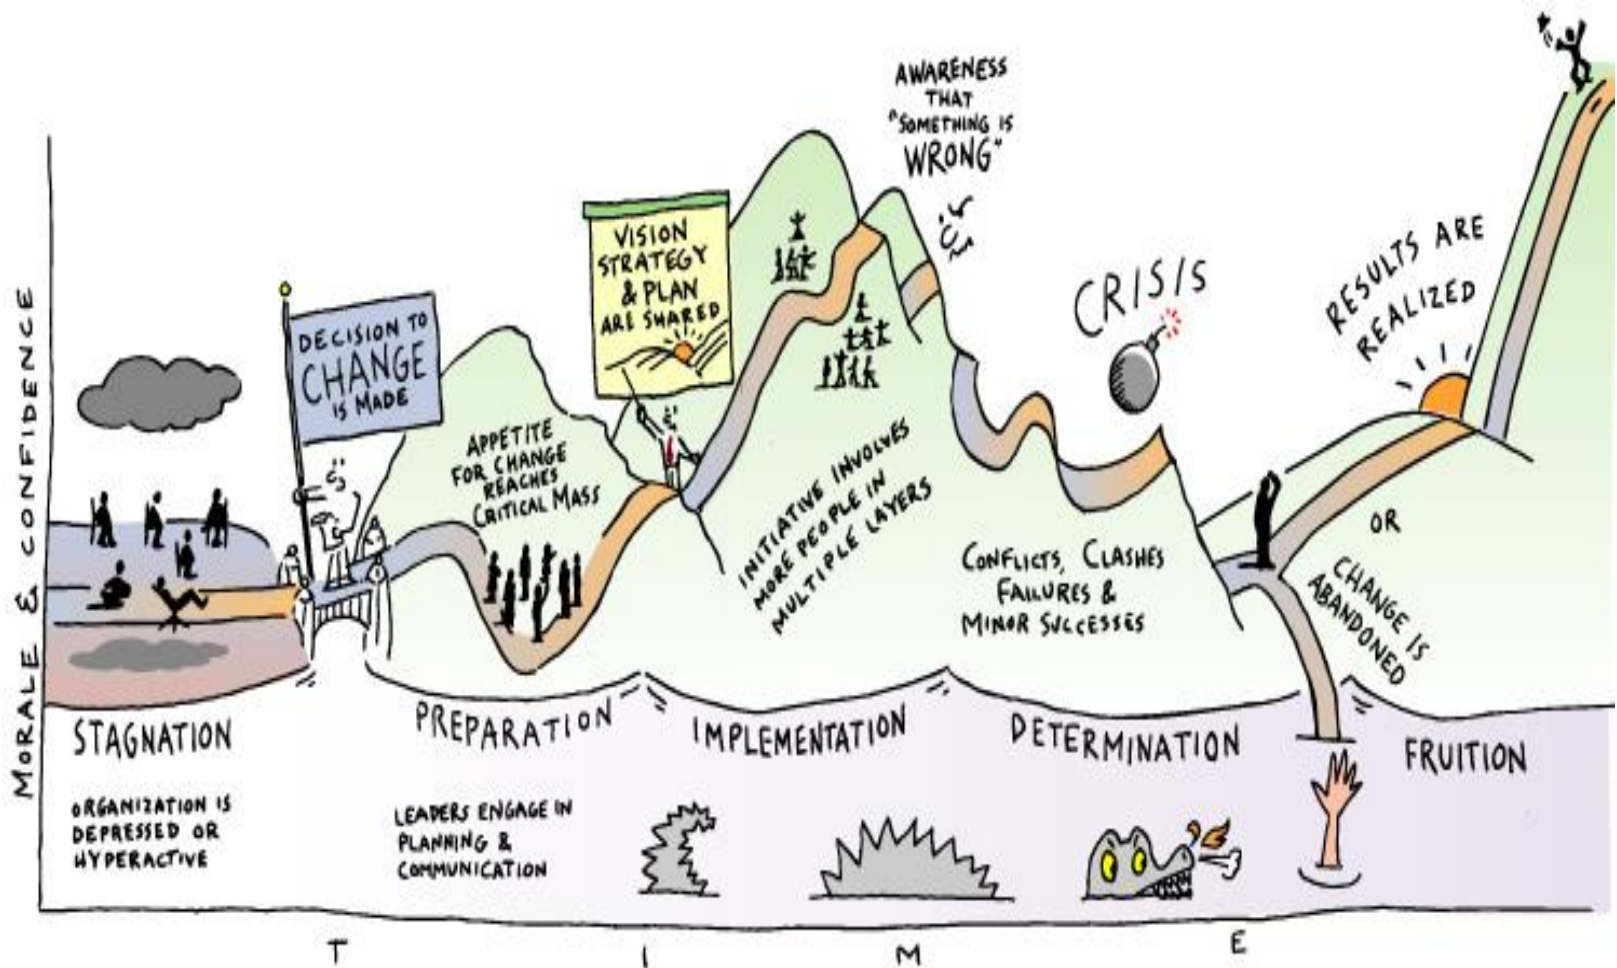 MORALE & CONFIDENCE
DECISION TO
CHANGE
IS MADE
APPETITE
FOR CHANGE
REACHES
CRITICAL MASS
VISION
STRATEGY
& PLAN
ARE SHARED
INITIATIVE INVOLVES
MORE PEOPLE IN
MULTIPLE LAYERS
AWARENESS
THAT
"SOMETHING IS
WRONG"
CRISIS
CONFLICTS, CLASHES
FAILURES &
MINOR SUCCESSES
RESULTS ARE
REALIZED
OR
CHANGE IS
ABANDONED
STAGNATION
PREPARATION
IMPLEMENTATION
DETERMINATION
FRUITION
ORGANIZATION IS
DEPRESSED OR
HYPERACTIVE
LEADERS ENGAGE IN
PLANNING &
COMMUNICATION
TIME